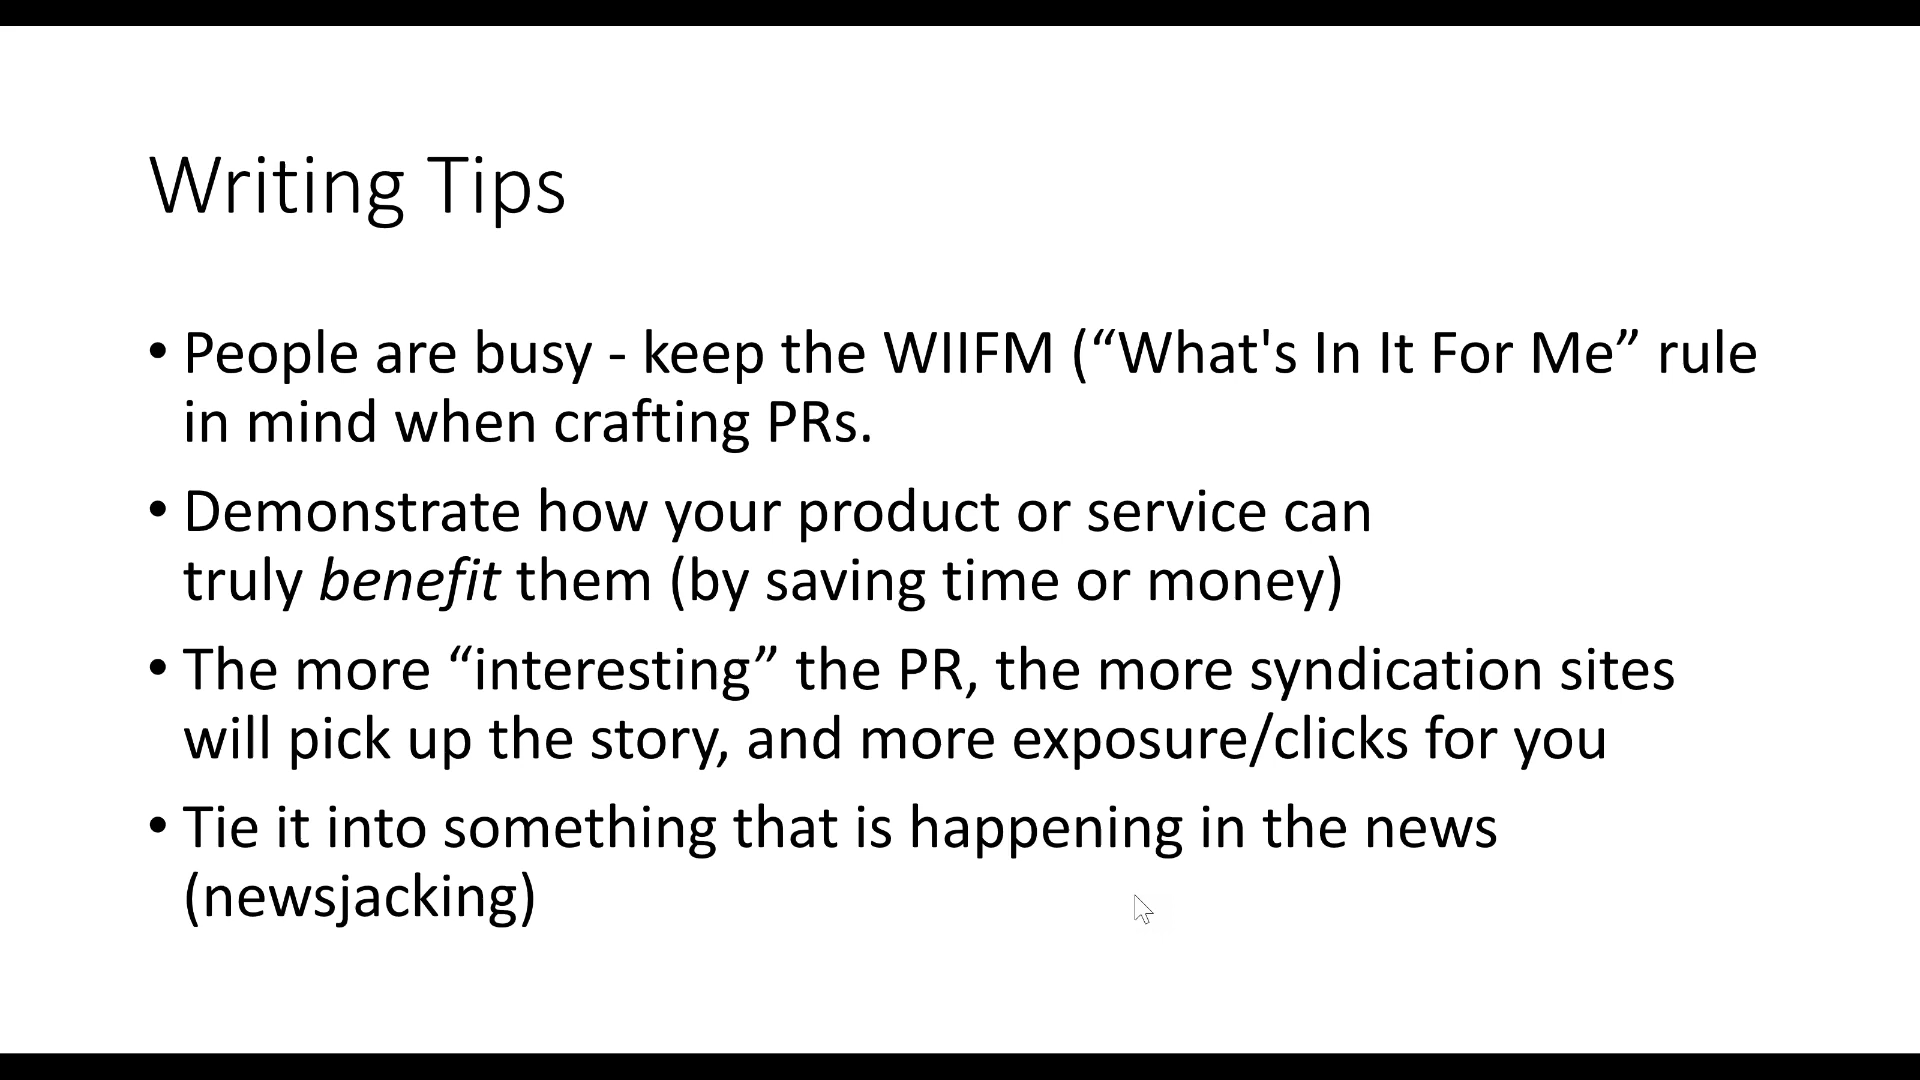 Writing Tips
• People are busy - keep the WIIFM (“What's In It For Me” rule
in mind when crafting PRs.
• Demonstrate how your product or service can
truly benefit them (by saving time or money)
• The more “interesting” the PR, the more syndication sites
will pick up the story, and more exposure/clicks for you
• Tie it into something that is happening in the news
(newsjacking)